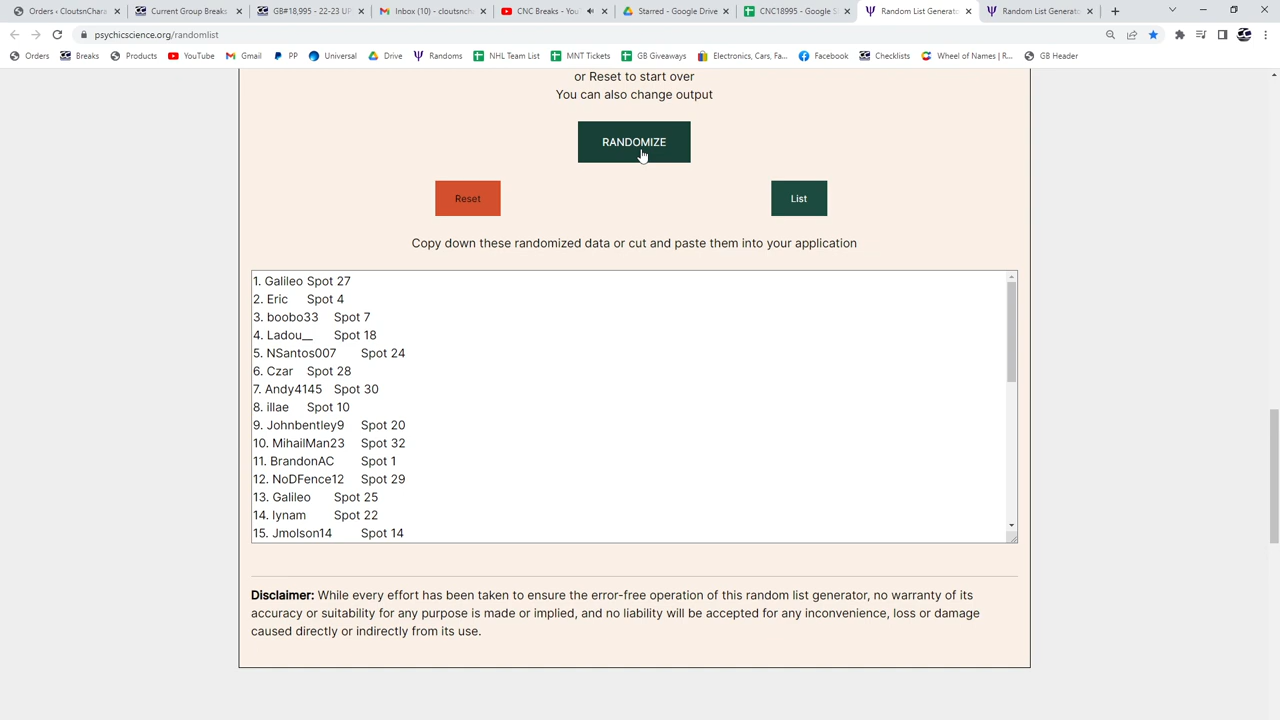 Orders ‹ CloutsnChara
Current Group Breaks
GB#18,995 - 22-23 UP
Inbox (10) - cloutsnch
CNC Breaks - You
Starred - Google Drive
CNC18995 - Google S
Random List Generato
Random List Generato
psychicscience.org/randomlist
Orders
Breaks
Products
YouTube
Gmail
PP
Universal
Drive
Randoms
NHL Team List
MNT Tickets
GB Giveaways
Electronics, Cars, Fa...
Facebook
Checklists
Wheel of Names | R...
GB Header
or Reset to start over
You can also change output
RANDOMIZE
Reset
List
Copy down these randomized data or cut and paste them into your application
1. Galileo Spot 27
2. Eric Spot 4
3. boobo33 Spot 7
4. Ladou__ Spot 18
5. NSantos007 Spot 24
6. Czar Spot 28
7. Andy4145 Spot 30
8. illae Spot 10
9. Johnbentley9 Spot 20
10. MihailMan23 Spot 32
11. BrandonAC Spot 1
12. NoDFence12 Spot 29
13. Galileo Spot 25
14. lynam Spot 22
15. Jmolson14 Spot 14
Disclaimer: While every effort has been taken to ensure the error-free operation of this random list generator, no warranty of its
accuracy or suitability for any purpose is made or implied, and no liability will be accepted for any inconvenience, loss or damage
caused directly or indirectly from its use.